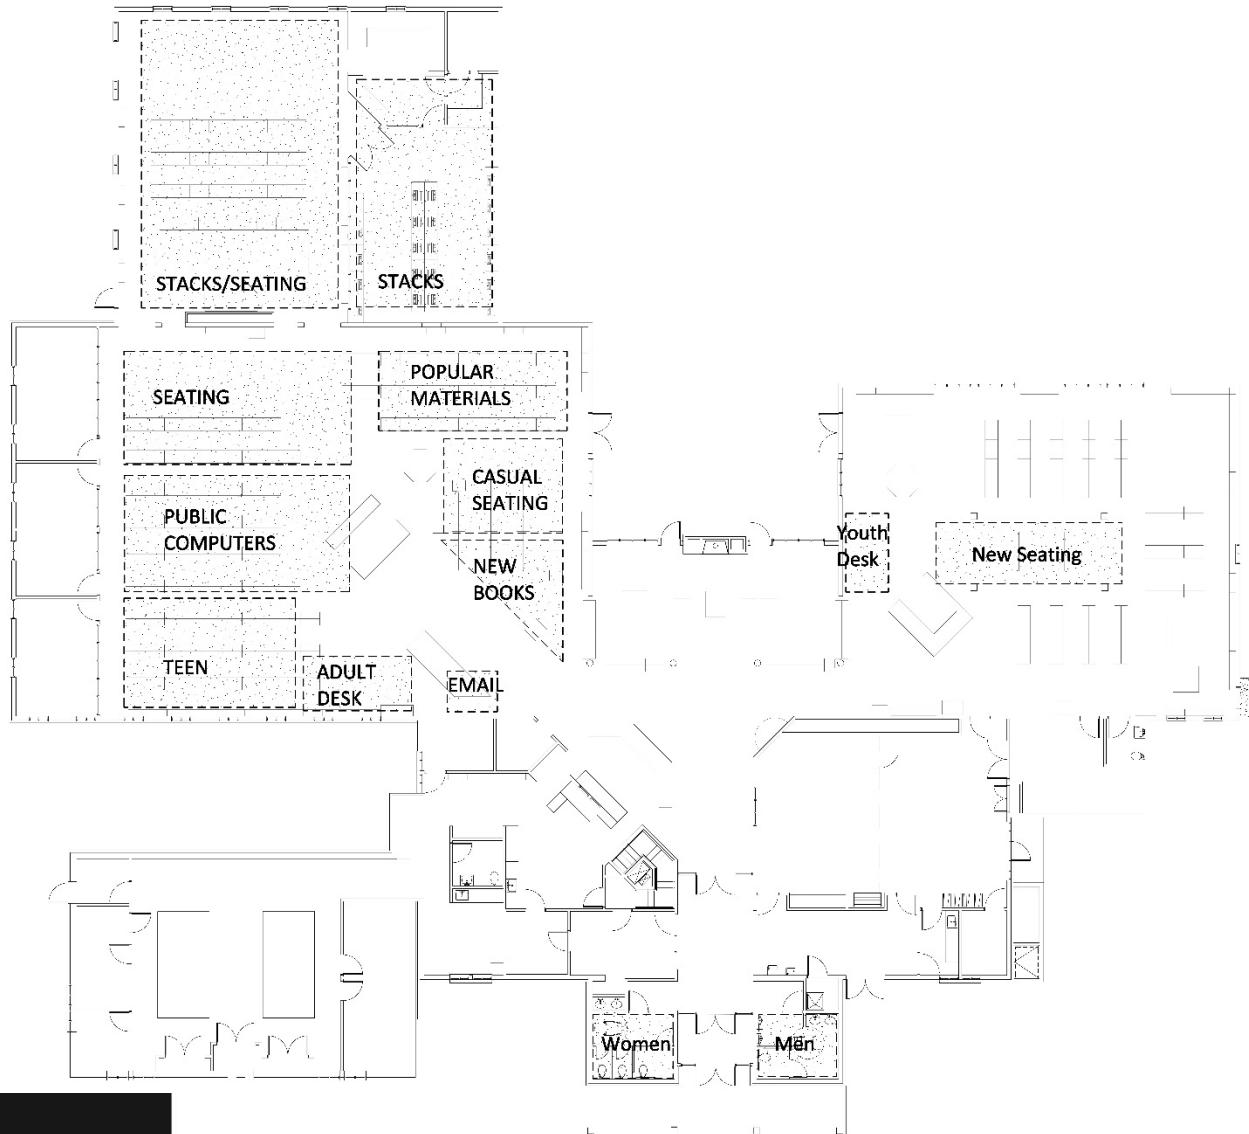 STACKS/SEATING
STACKS
SEATING
POPULAR
MATERIALS
CASUAL
SEATING
PUBLIC
COMPUTERS
NEW
BOOKS
Youth
Desk
New Seating
TEEN
ADULT
DESK
EMAIL
Women
Men